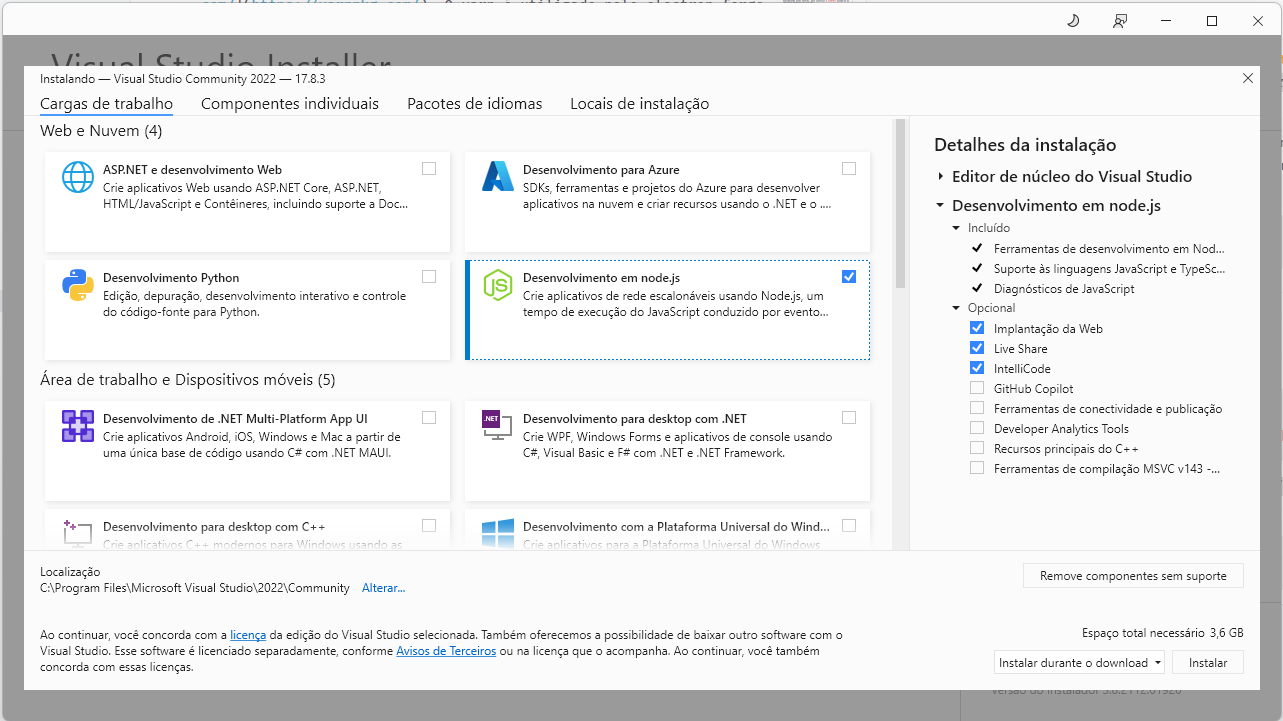 Visual Studio Installer
Instalando — Visual Studio Community 2022 — 17.8.3
Cargas de trabalho
Componentes individuais
Pacotes de idiomas
Locais de instalação
Web e Nuvem (4)
ASP.NET e desenvolvimento Web
Crie aplicativos Web usando ASP.NET Core, ASP.NET,
HTML/JavaScript e Contêineres, incluindo suporte a Doc...
Desenvolvimento para Azure
SDKs, ferramentas e projetos do Azure para desenvolver
aplicativos na nuvem e criar recursos usando o .NET e o ....
Desenvolvimento Python
Edição, depuração, desenvolvimento interativo e controle
do código-fonte para Python.
Desenvolvimento em node.js
Crie aplicativos de rede escalonáveis usando Node.js, um
tempo de execução do JavaScript conduzido por evento...
Área de trabalho e Dispositivos móveis (5)
Desenvolvimento de .NET Multi-Platform App UI
Crie aplicativos Android, iOS, Windows e Mac a partir de
uma única base de código usando C# com .NET MAUI.
.NET
Desenvolvimento para desktop com .NET
Crie WPF, Windows Forms e aplicativos de console usando
C#, Visual Basic e F# com .NET e .NET Framework.
Desenvolvimento para desktop com C++
Crie aplicativos C++ modernos para Windows usando as
Desenvolvimento com a Plataforma Universal do Wind...
Crie aplicativos para a Plataforma Universal do Windows
Detalhes da instalação
Editor de núcleo do Visual Studio
Desenvolvimento em node.js
Incluído
Ferramentas de desenvolvimento em Nod...
Suporte às linguagens JavaScript e TypeSc...
Diagnósticos de JavaScript
Opcional
Implantação da Web
Live Share
IntelliCode
GitHub Copilot
Ferramentas de conectividade e publicação
Developer Analytics Tools
Recursos principais do C++
Ferramentas de compilação MSVC v143 -...
Localização
C:\Program Files\Microsoft Visual Studio\2022\Community Alterar...
Remove componentes sem suporte
Ao continuar, você concorda com a licença da edição do Visual Studio selecionada. Também oferecemos a possibilidade de baixar outro software com o
Visual Studio. Esse software é licenciado separadamente, conforme Avisos de Terceiros ou na licença que o acompanha. Ao continuar, você também
concorda com essas licenças.
Espaço total necessário 3,6 GB
Instalar durante o download
Instalar